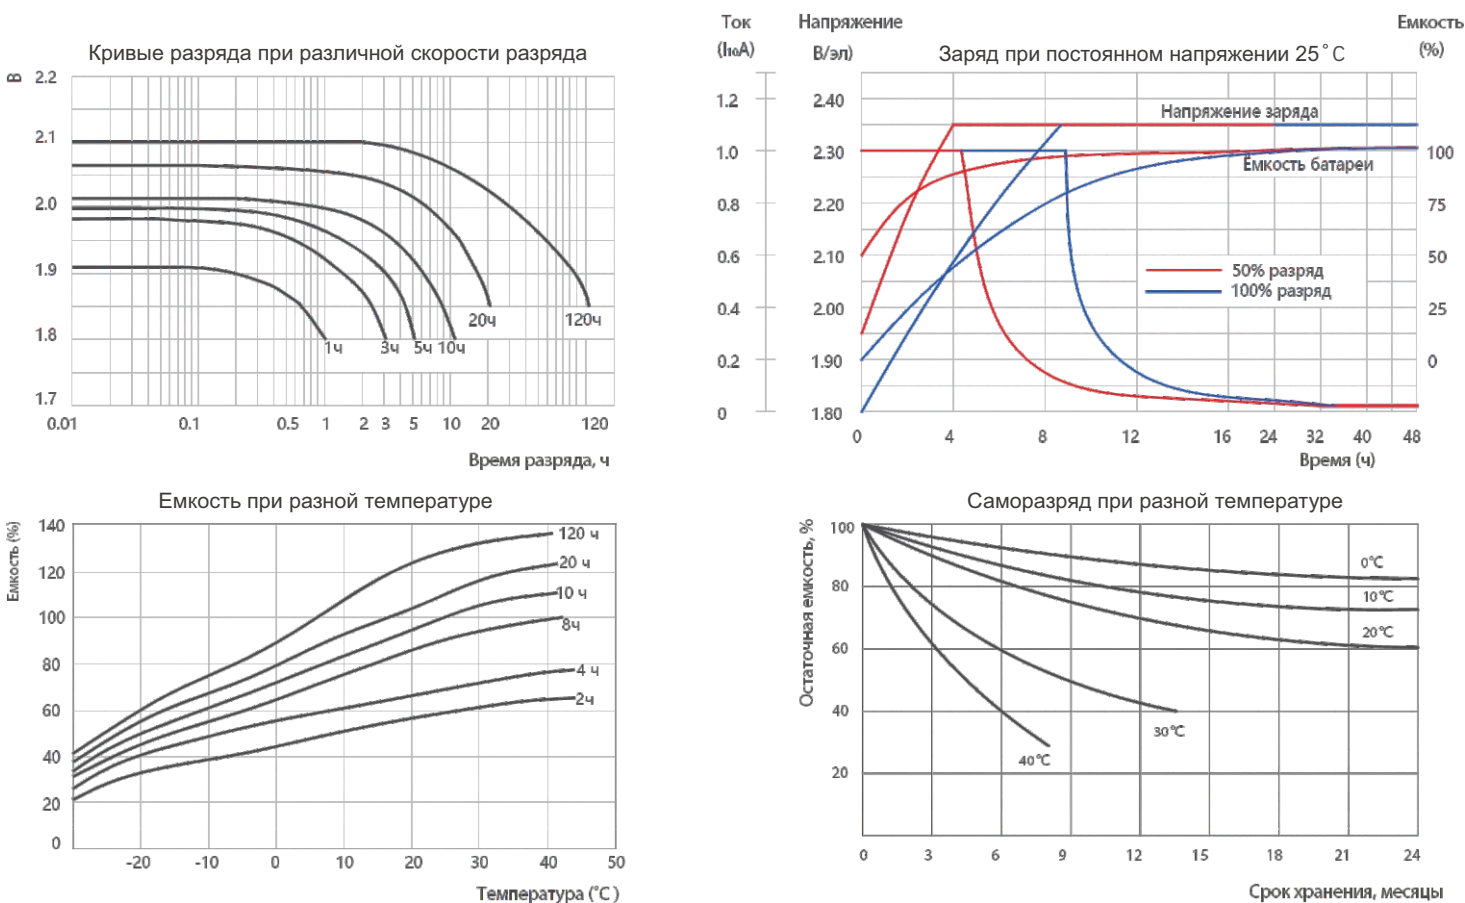 Кривые разряда при различной скорости разряда
В
2.2
2.1
2.0
1.9
1.8
1.7
20ч
120ч
1ч
3ч
5ч
10ч
0.01
0.1
0.5
1
2
3
5
10
20
120
Время разряда, ч
Ток
(I₁₀A)
Напряжение
В/эл)
Заряд при постоянном напряжении 25˚C
Емкость
(%)
1.2
1.0
0.8
0.6
0.4
0.2
0
2.40
2.30
2.20
2.10
2.00
1.90
1.80
Напряжение заряда
Емкость батареи
50% разряд
100% разряд
100
75
50
25
0
0
4
8
12
16
24
32
40
48
Время (ч)
Емкость при разной температуре
Емкость (%)
140
120
100
80
60
40
20
0
120 ч
20 ч
10 ч
8ч
4 ч
2ч
-20
-10
0
10
20
30
40
50
Температура (˚C )
Саморазряд при разной температуре
Остаточная емкость, %
100
80
60
40
20
0℃
10℃
20℃
30℃
40℃
0
3
6
9
12
15
18
21
24
Срок хранения, месяцы